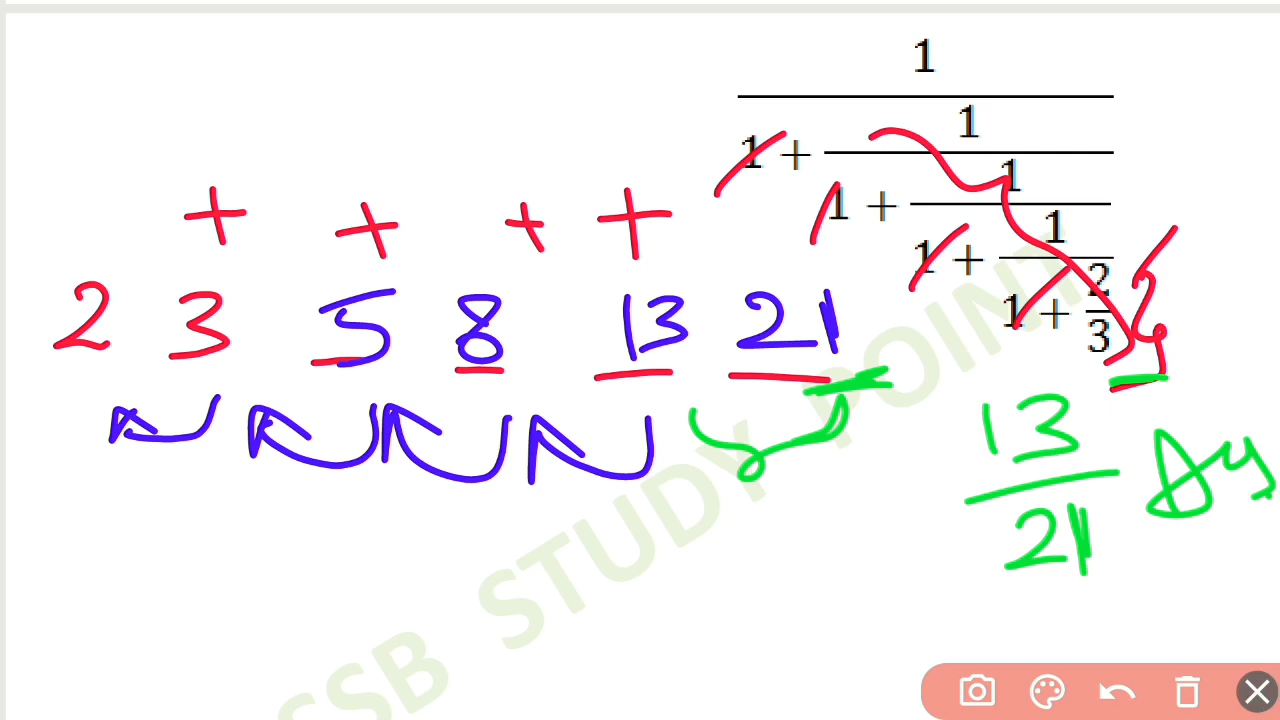 1
1 + 1
1 + 1
1 + 1
1 + 2
3
+ + + +
2 3 5 8 13 21
13
21
SSB STUDY POINT